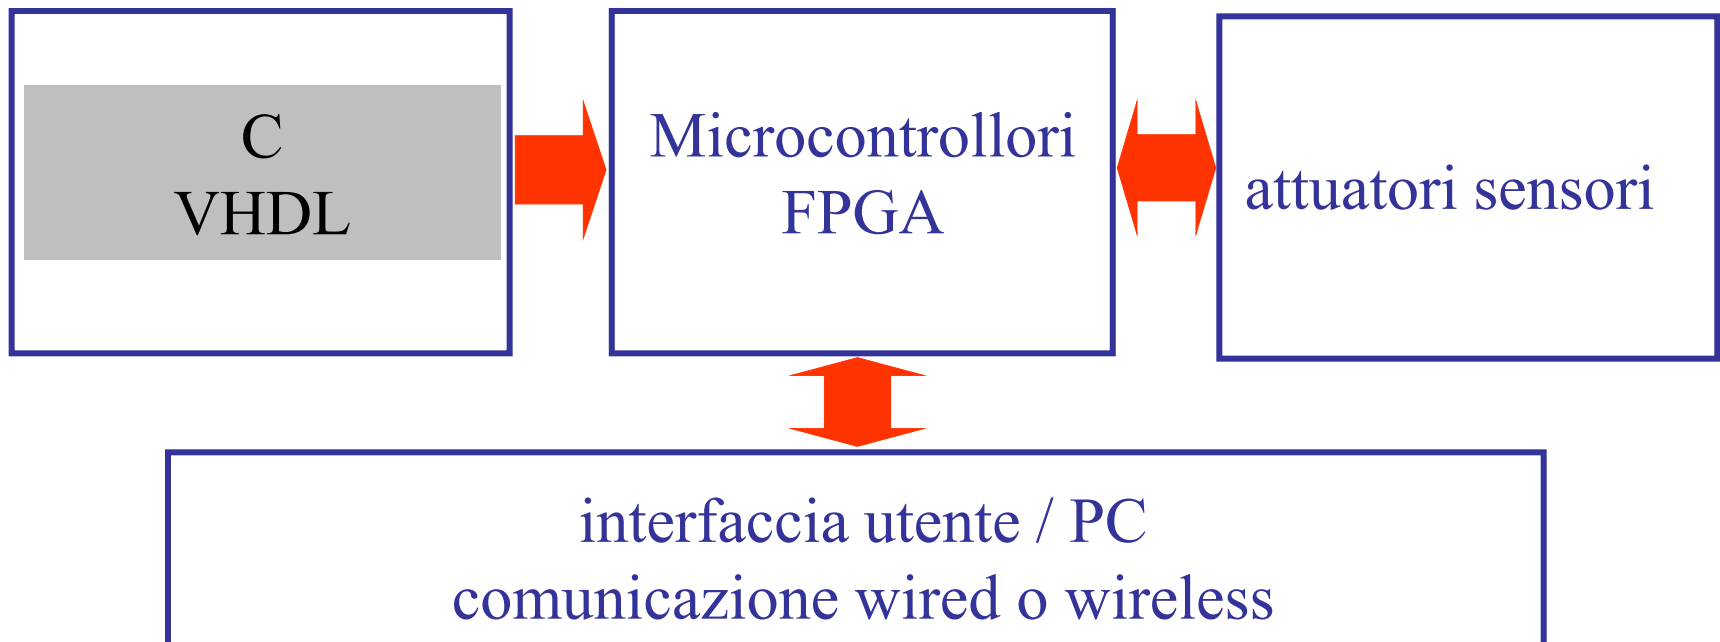 C
VHDL
Microcontrollori
FPGA
attuatori sensori
interfaccia utente / PC
comunicazione wired o wireless